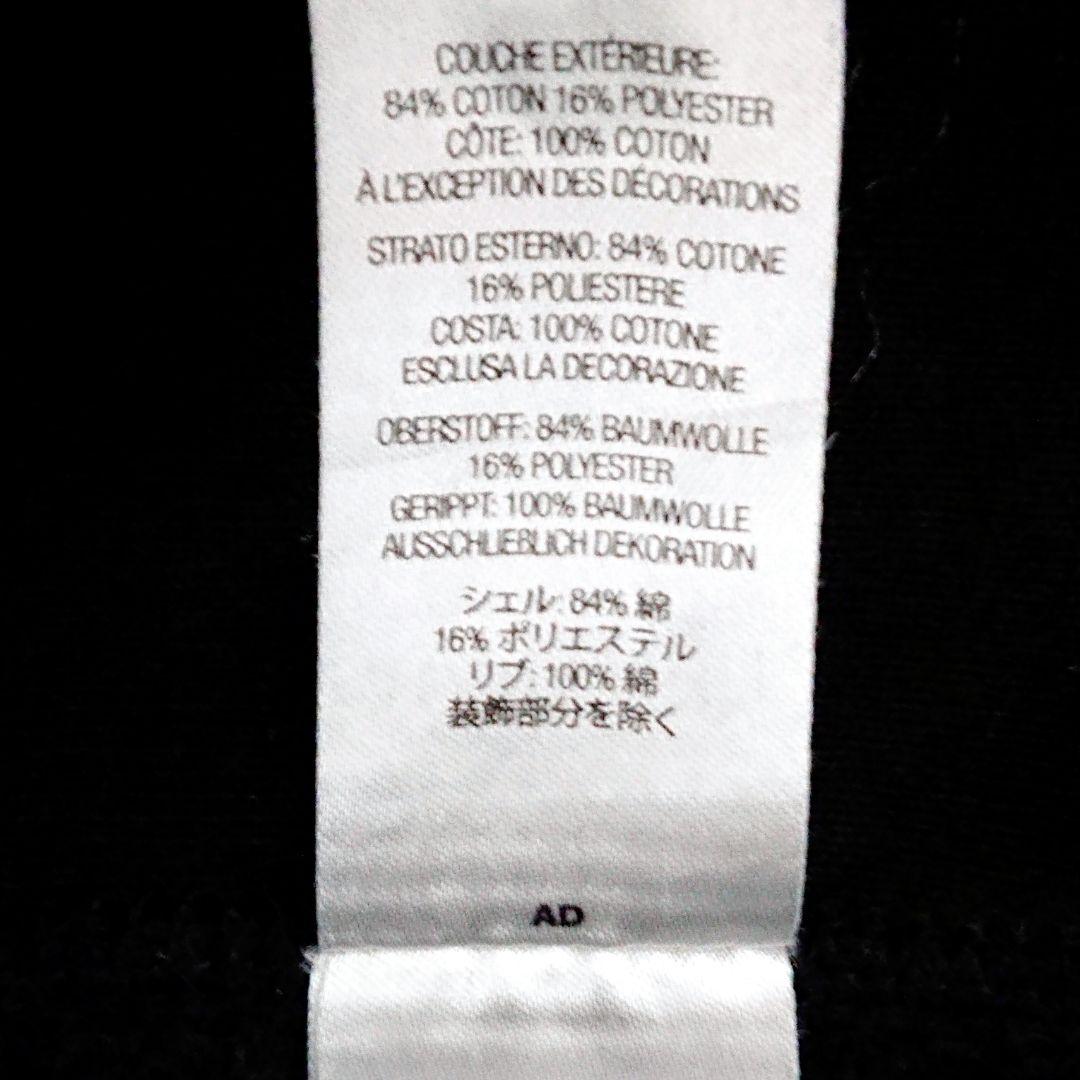 COUCHE EXTÉRIEURE:
84% COTON 16% POLYESTER
CÔTE: 100% COTON
À L'EXCEPTION DES DÉCORATIONS
STRATO ESTERNO: 84% COTONE
16% POLIESTERE
COSTA: 100% COTONE
ESCLUSA LA DECORAZIONE
OBERSTOFF: 84% BAUMWOLLE
16% POLYESTER
GERIPPT: 100% BAUMWOLLE
AUSSCHLIEßLICH DEKORATION
シェル: 84% 綿
16% ポリエステル
リブ: 100% 綿
装飾部分を除く
AD